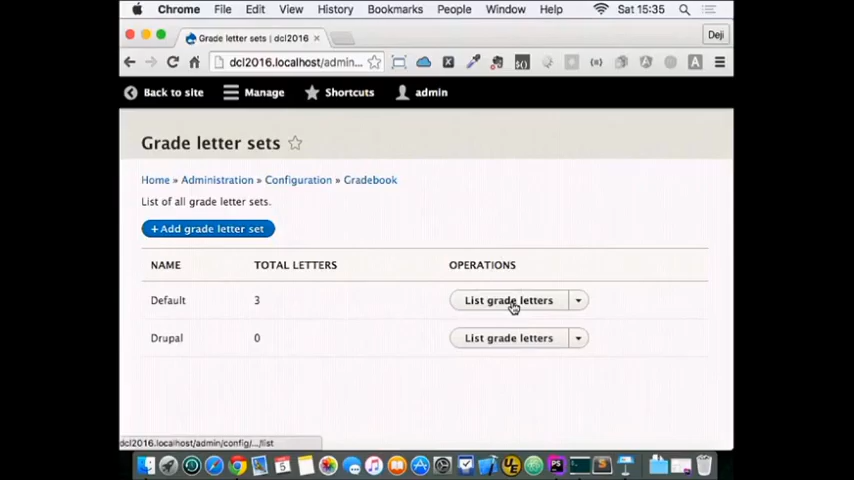 Chrome File Edit View History Bookmarks People Window Help Sat 15:35
Grade letter sets | dcl2016 Deji
dcl2016.localhost/admin...
Back to site Manage Shortcuts admin
Grade letter sets
Home » Administration » Configuration » Gradebook
List of all grade letter sets.
+ Add grade letter set
NAME TOTAL LETTERS OPERATIONS
Default 3 List grade letters
Drupal 0 List grade letters
dcl2016.localhost/admin/config/.../list